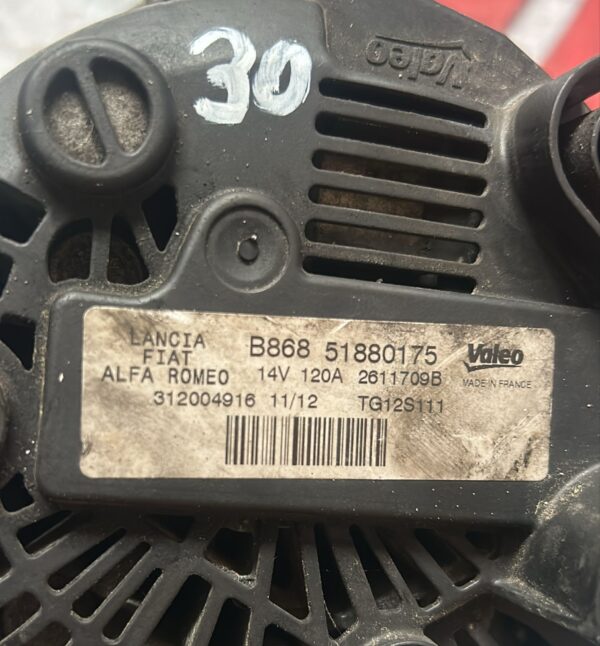 30
Valeo
LANCIA
FIAT
ALFA ROMEO
B868 51880175
14V 120A 2611709B
312004916 11/12 TG12S111
Valeo
MADE IN FRANCE